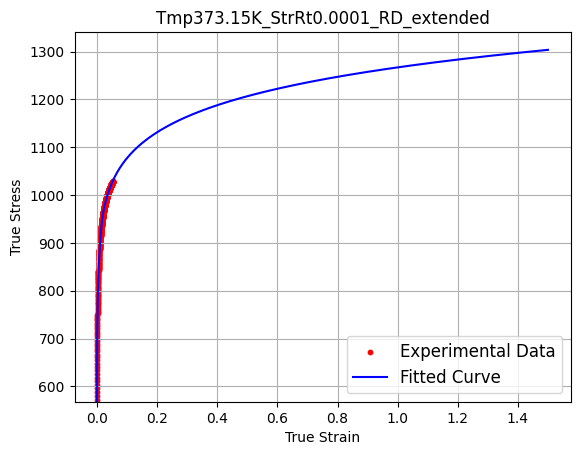 Tmp373.15K_StrRt0.0001_RD_extended
1300
1200
1100
1000
900
800
700
600
True Stress
Experimental Data
Fitted Curve
0.0 0.2 0.4 0.6 0.8 1.0 1.2 1.4
True Strain